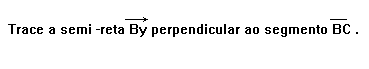 Trace a semi -reta By perpendicular ao segmento BC .